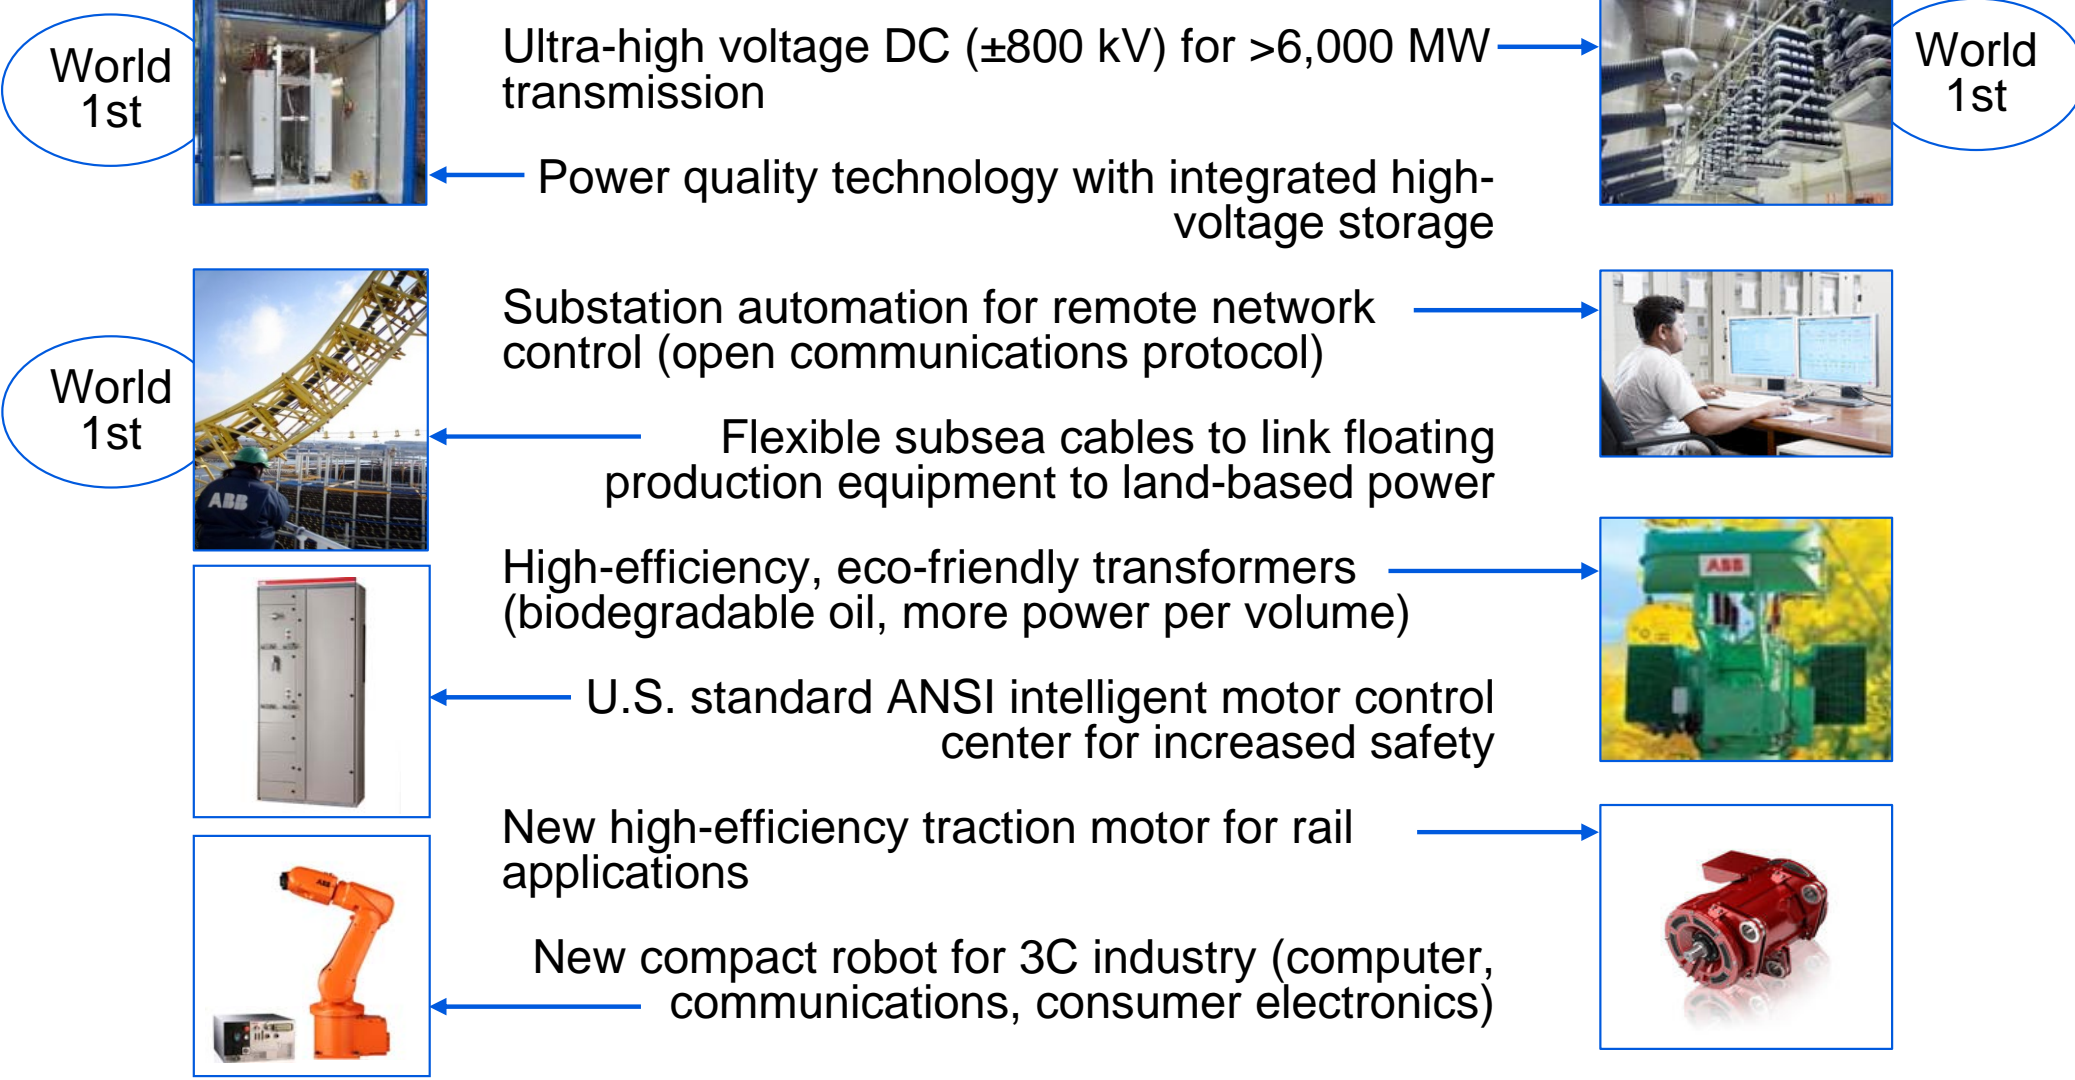 World
1st
Ultra-high voltage DC (±800 kV) for >6,000 MW
transmission
World
1st
Power quality technology with integrated high-
voltage storage
Substation automation for remote network
control (open communications protocol)
World
1st
Flexible subsea cables to link floating
production equipment to land-based power
ABB
High-efficiency, eco-friendly transformers
(biodegradable oil, more power per volume)
ABB
U.S. standard ANSI intelligent motor control
center for increased safety
New high-efficiency traction motor for rail
applications
ABB
New compact robot for 3C industry (computer,
communications, consumer electronics)